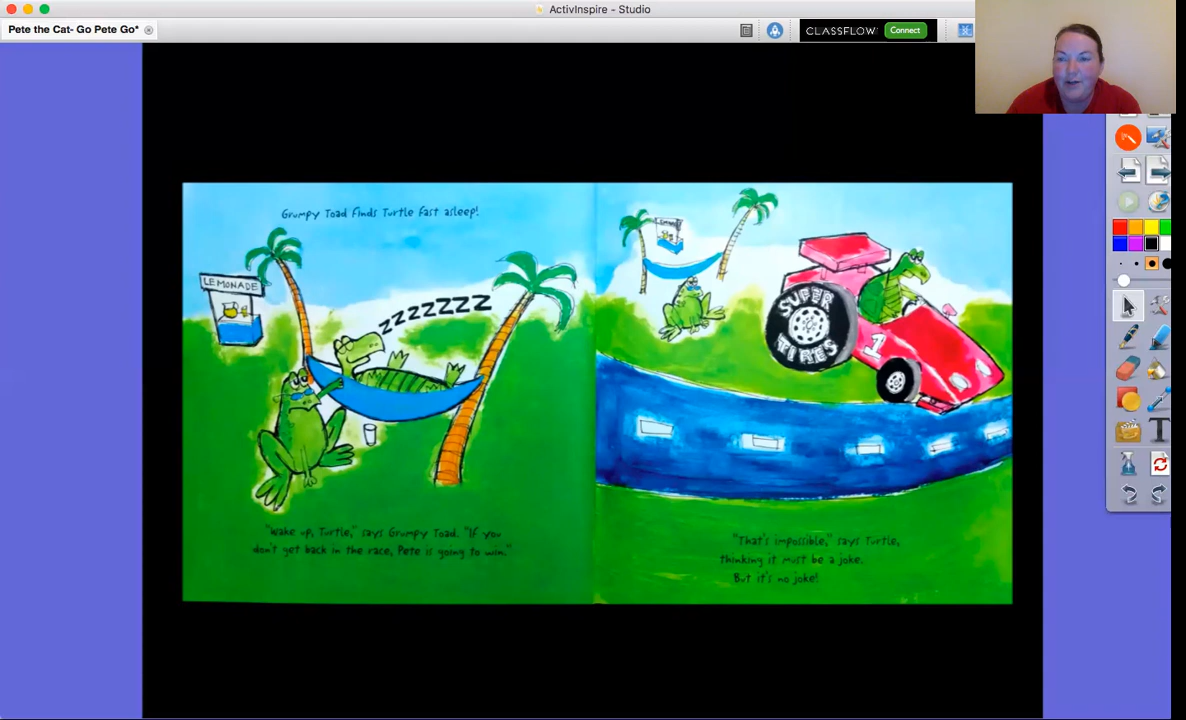 ActivInspire - Studio
Pete the Cat- Go Pete Go*
CLASSFLOW
Connect
Grumpy Toad finds Turtle fast asleep!
LEMONADE
ZZZZZZZ
"Wake up, Turtle," says Grumpy Toad. "If you
don't get back in the race, Pete is going to win."
SUPER
TIRES
1
"That's impossible," says Turtle,
thinking it must be a joke.
But it's no joke!
T